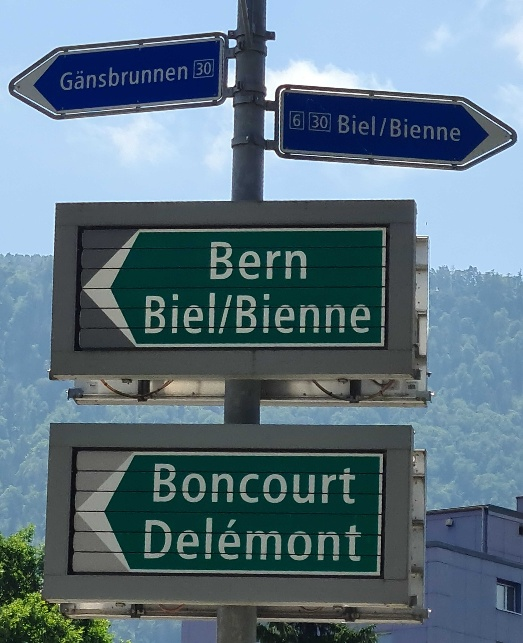 Gänsbrunnen 30
6 30 Biel/Bienne
Bern
Biel/Bienne
Boncourt
Delémont